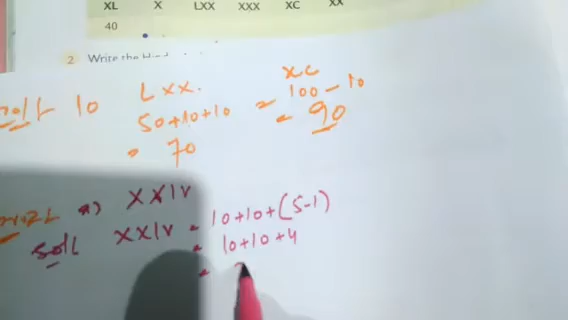 XL X LXX XXX XC XX
40
2 Write the
10 LXX. XC
50+10+10 = 100-10
= 70 = 90
a) XXIV
Soll XXIV = 10+10+(5-1)
= 10+10+4
=